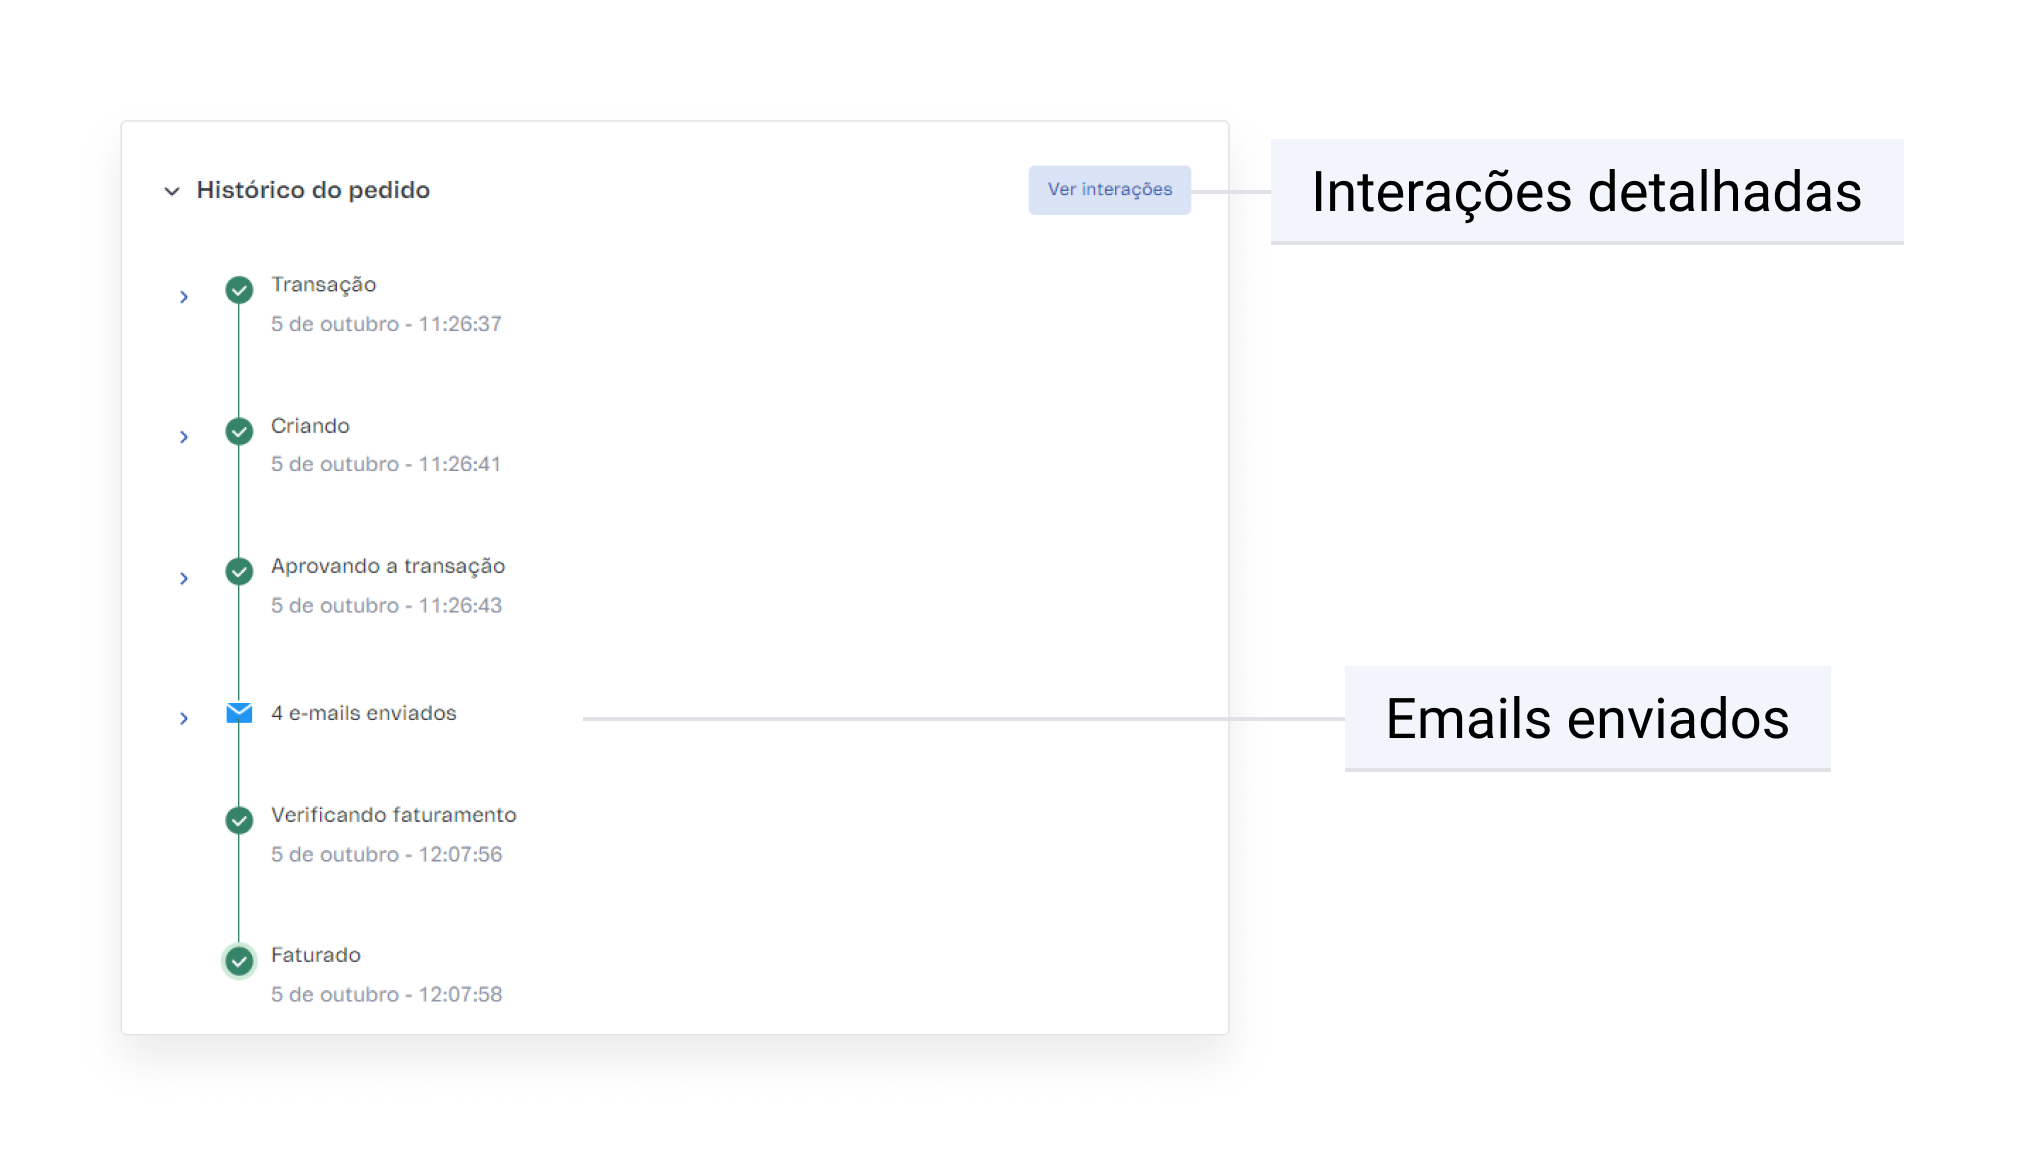 Histórico do pedido
Ver interações
Interações detalhadas
Transação
5 de outubro - 11:26:37
Criando
5 de outubro - 11:26:41
Aprovando a transação
5 de outubro - 11:26:43
4 e-mails enviados
Emails enviados
Verificando faturamento
5 de outubro - 12:07:56
Faturado
5 de outubro - 12:07:58